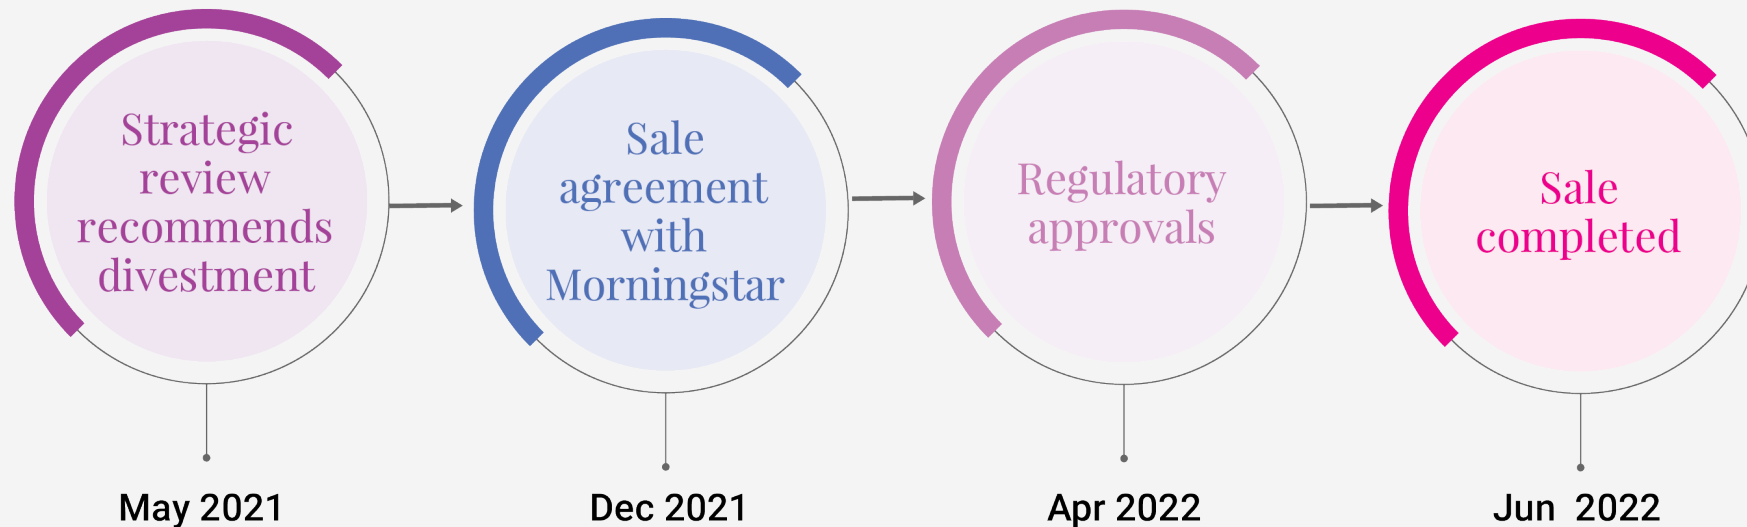 Strategic
review
recommends
divestment
Sale
agreement
with
Morningstar
Regulatory
approvals
Sale
completed
May 2021
Dec 2021
Apr 2022
Jun 2022